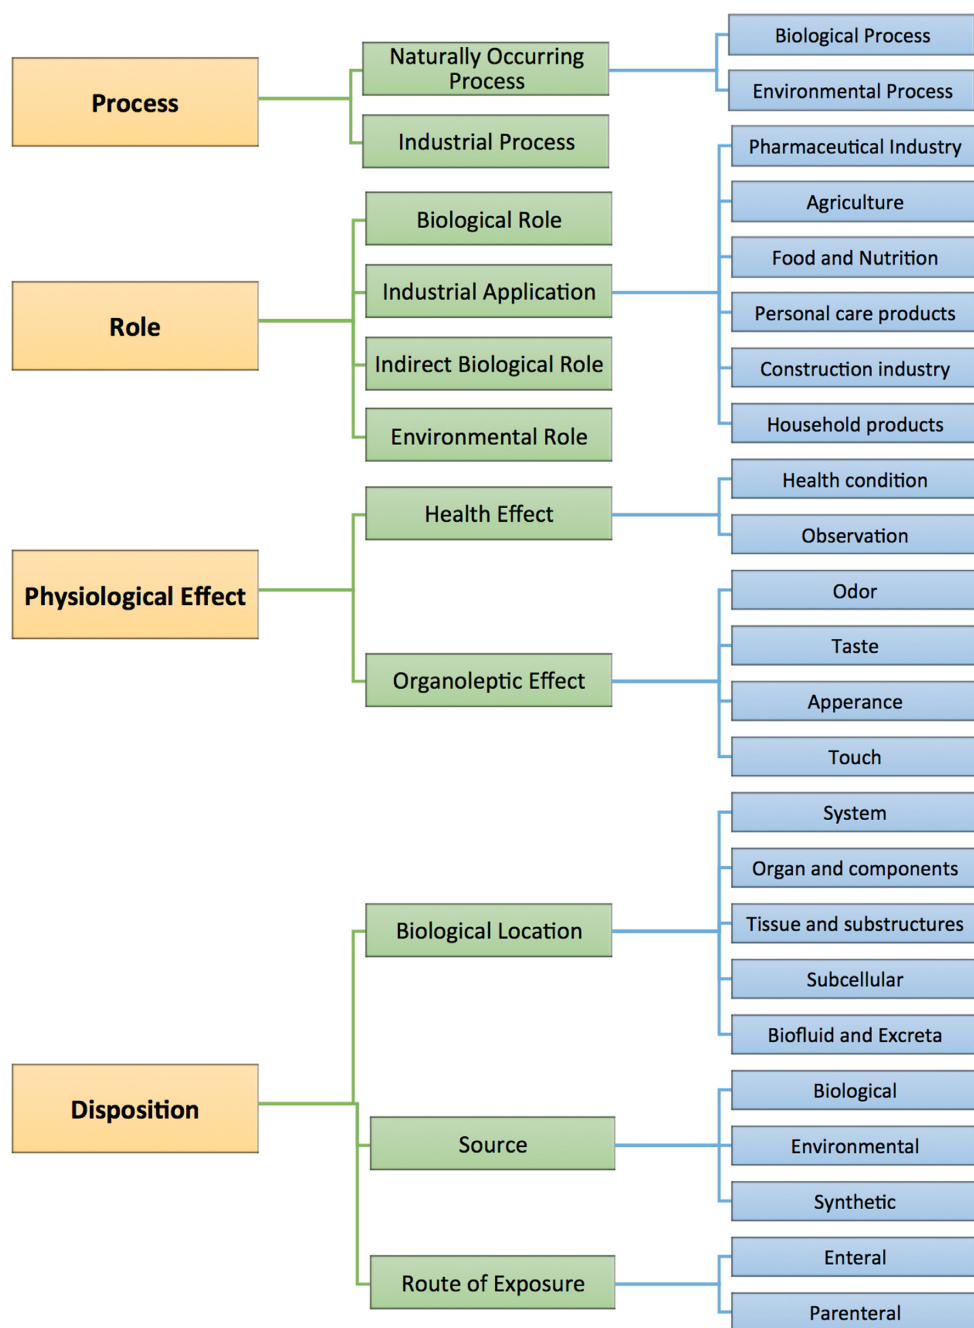 Process
Naturally Occurring
Process
Biological Process
Environmental Process
Industrial Process
Role
Biological Role
Industrial Application
Pharmaceutical Industry
Agriculture
Food and Nutrition
Personal care products
Construction industry
Household products
Indirect Biological Role
Environmental Role
Physiological Effect
Health Effect
Health condition
Observation
Organoleptic Effect
Odor
Taste
Apperance
Touch
Disposition
Biological Location
System
Organ and components
Tissue and substructures
Subcellular
Biofluid and Excreta
Source
Biological
Environmental
Synthetic
Route of Exposure
Enteral
Parenteral